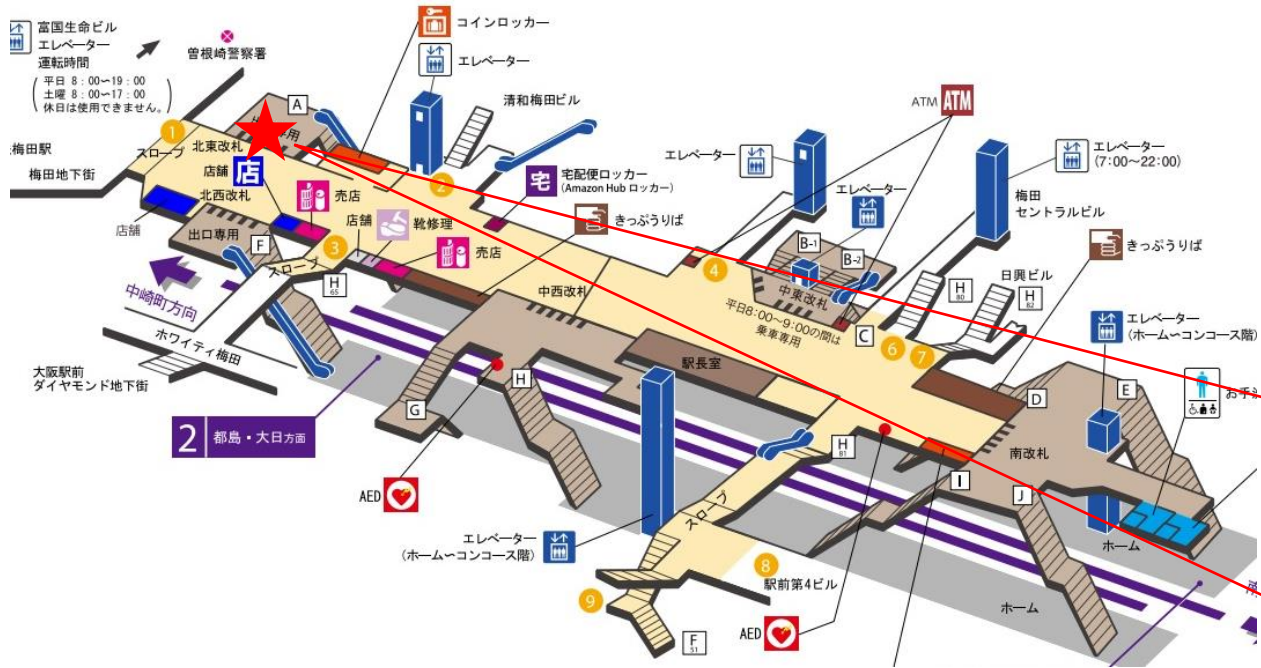 富国生命ビル
エレベーター
運転時間
平日 8：00〜19：00
土曜 8：00〜17：00
休日は使用できません。
曽根崎警察署
コインロッカー
エレベーター
清和梅田ビル
ATM ATM
エレベーター
エレベーター
(7:00〜22:00)
エレベーター
梅田
セントラルビル
宅
宅配便ロッカー
(Amazon Hub ロッカー)
きっぷうりば
きっぷうりば
1
A
専用
スロープ
北東改札
梅田駅
梅田地下街
店舗
店
北西改札
売店
2
店舗
靴修理
売店
店舗
出口専用
F
3
スロープ
H
65
中西改札
4
B-1
B-2
中東改札
平日8:00〜9:00の間は
乗車専用
C
H
80
日興ビル
H
82
6
7
エレベーター
(ホーム〜コンコース階)
中崎町方向
ホワイティ梅田
大阪駅前
ダイヤモンド地下街
駅長室
D
E
お手
G
H
2
都島・大日方面
H
81
南改札
I
J
AED
スロープ
エレベーター
(ホーム〜コンコース階)
ホーム
8
駅前第4ビル
9
ホーム
AED
F
51